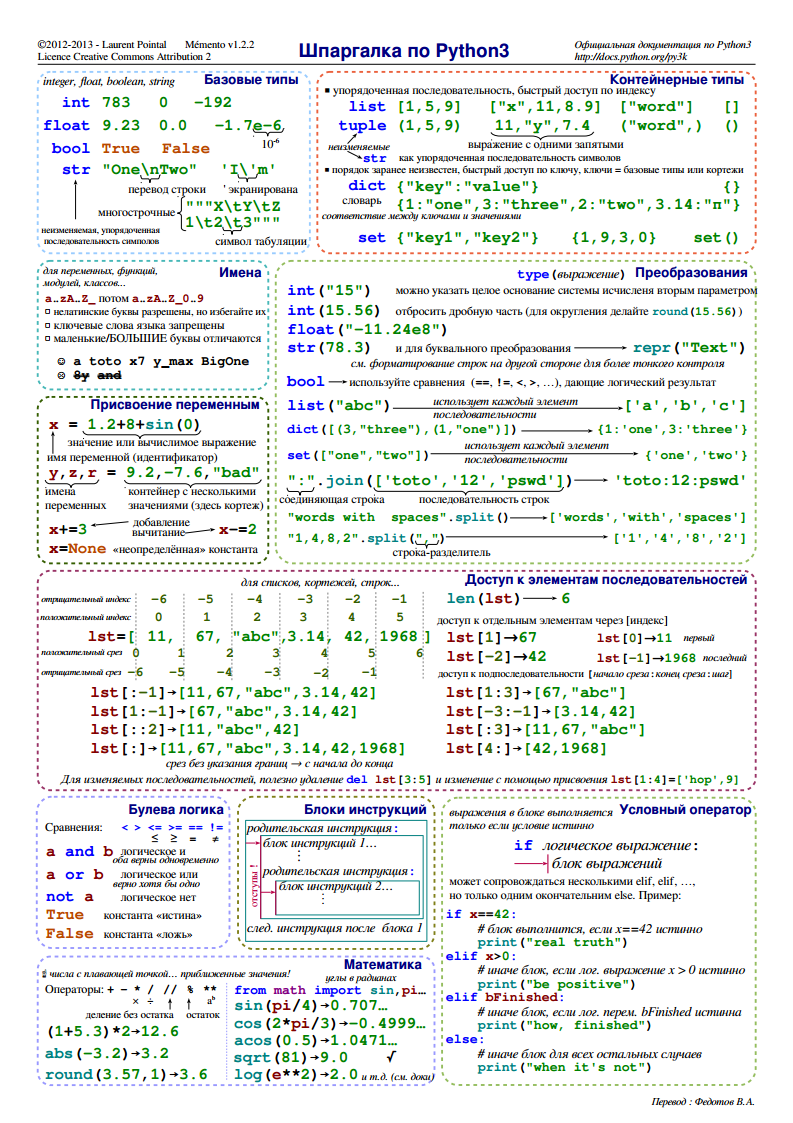 ©2012-2013 - Laurent Pointal Mémento v1.2.2
Licence Creative Commons Attribution 2
Шпаргалка по Python3
Официальная документация по Python3
http://docs.python.org/py3k
integer, float, boolean, string
Базовые типы
int 783 0 -192
float 9.23 0.0 -1.7e-6
10⁻⁶
bool True False
str "One\nTwo" 'I\'m'
перевод строки
' экранирована
многострочные
"""X\tY\tZ
1\t2\t3"""
неизменяемая, упорядоченная
последовательность симполов
символ табуляции
Контейнерные типы
▪ упорядоченная последовательность, быстрый доступ по индексу
list [1,5,9] ["x",11,8.9] ["word"] []
tuple (1,5,9) 11,"y",7.4 ("word",) ()
неизменяемые
выражение с одними запятыми
str как упорядоченная последовательность символов
▪ порядок заранее неизвестен, быстрый доступ по ключу, ключи = базовые типы или кортежи
dict {"key":"value"} {}
словарь {1:"one",3:"three",2:"two",3.14:"π"}
соответствие между ключами и значениями
set {"key1","key2"} {1,9,3,0} set()
для переменных, функций,
модулей, классов...
Имена
a..zA..Z_ потом a..zA..Z_0..9
▫ нелатинские буквы разрешены, но избегайте их
▫ ключевые слова языка запрещены
▫ маленькие/БОЛЬШИЕ буквы отличаются
☺ a toto x7 y_max BigOne
☹ 8y and
Присвоение переменным
x = 1.2+8+sin(0)
значение или вычислимое выражение
имя переменной (идентификатор)
y,z,r = 9.2,-7.6,"bad"
имена
переменных
контейнер с несколькими
значениями (здесь кортеж)
x+=3
добавление
вычитание
x-=2
x=None «неопределённая» константа
type(выражение) Преобразования
int("15") можно указать целое основание системы исчисленя вторым параметром
int(15.56) отбросить дробную часть (для округления делайте round(15.56))
float("-11.24e8")
str(78.3) и для буквального преобразования repr("Text")
см. форматирование строк на другой стороне для более тонкого контроля
bool → используйте сравнения (==, !=, <, >, …), дающие логический результат
list("abc") использует каждый элемент последовательности ['a','b','c']
dict([(3,"three"),(1,"one")]) {1:'one',3:'three'}
set(["one","two"]) использует каждый элемент последовательности {'one','two'}
":".join(['toto','12','pswd']) 'toto:12:pswd'
соединяющая строка последовательность строк
"words with  spaces".split() ['words','with','spaces']
"1,4,8,2".split(",") ['1','4','8','2']
строка-разделитель
для списков, кортежей, строк...
Доступ к элементам последовательностей
отрицательный индекс -6 -5 -4 -3 -2 -1
положительный индекс 0 1 2 3 4 5
lst=[ 11, 67, "abc",3.14, 42, 1968 ]
положительный срез 0 1 2 3 4 5 6
отрицательный срез -6 -5 -4 -3 -2 -1
len(lst) → 6
доступ к отдельным элементам через [индекс]
lst[1]→67 lst[0]→11 первый
lst[-2]→42 lst[-1]→1968 последний
доступ к подпоследовательности [начало среза:конец среза:шаг]
lst[:-1]→[11,67,"abc",3.14,42]
lst[1:-1]→[67,"abc",3.14,42]
lst[::2]→[11,"abc",42]
lst[:]→[11,67,"abc",3.14,42,1968]
lst[1:3]→[67,"abc"]
lst[-3:-1]→[3.14,42]
lst[:3]→[11,67,"abc"]
lst[4:]→[42,1968]
срез без указания границ → с начала до конца
Для изменяемых последовательностей, полезно удаление del lst[3:5] и изменение с помощью присвоения lst[1:4]=['hop',9]
Булева логика
Сравнения: < > <= >= == !=
≤ ≥ = ≠
a and b логическое и
оба верны одновременно
a or b логическое или
верно хотя бы одно
not a логическое нет
True константа «истина»
False константа «ложь»
Блоки инструкций
родительская инструкция:
блок инструкций 1…
⋮
родительская инструкция:
блок инструкций 2…
⋮
отступы !
след. инструкция после блока 1
выражения в блоке выполняется
только если условие истинно
Условный оператор
if логическое выражение:
блок выражений
может сопровождаться несколькими elif, elif, …,
но только одним окончательным else. Пример:
if x==42:
# блок выполнится, если x==42 истинно
print("real truth")
elif x>0:
# иначе блок, если лог. выражение x > 0 истинно
print("be positive")
elif bFinished:
# иначе блок, если лог. перем. bFinished истинна
print("how, finished")
else:
# иначе блок для всех остальных случаев
print("when it's not")
Математика
числа с плавающей точкой… приближенные значения!
углы в радианах
Операторы: + - * / // % **
× ÷ aᵇ
деление без остатка остаток
(1+5.3)*2→12.6
abs(-3.2)→3.2
round(3.57,1)→3.6
from math import sin,pi…
sin(pi/4)→0.707…
cos(2*pi/3)→-0.4999…
acos(0.5)→1.0471…
sqrt(81)→9.0 √
log(e**2)→2.0 и т.д. (см. доки)
Перевод : Федотов В.А.